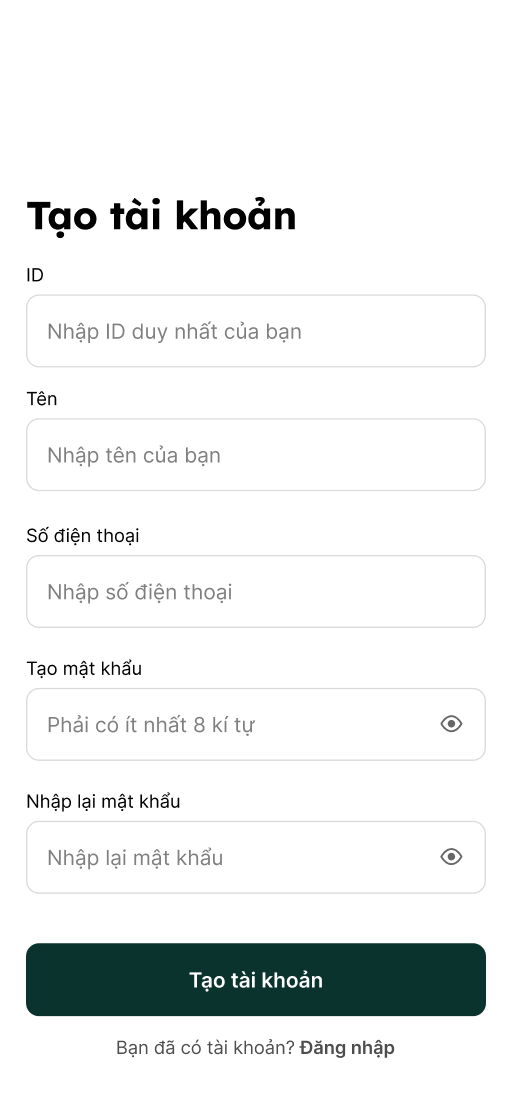 Tạo tài khoản
ID
Nhập ID duy nhất của bạn
Tên
Nhập tên của bạn
Số điện thoại
Nhập số điện thoại
Tạo mật khẩu
Phải có ít nhất 8 kí tự
Nhập lại mật khẩu
Nhập lại mật khẩu
Tạo tài khoản
Bạn đã có tài khoản? Đăng nhập